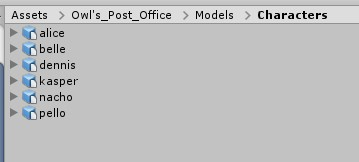 Assets > Owl's_Post_Office > Models > Characters
alice
belle
dennis
kasper
nacho
pello